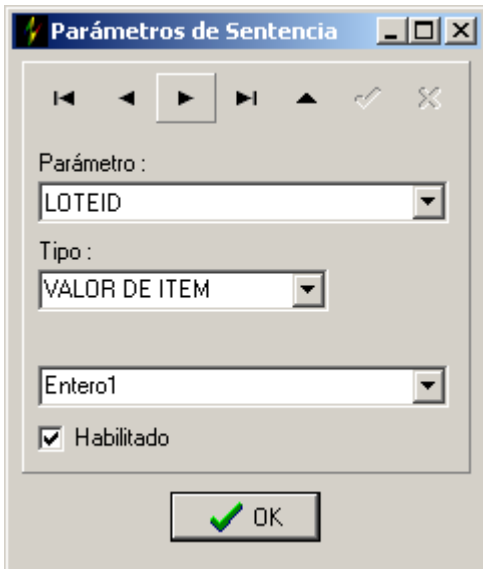 Parámetros de Sentencia
Parámetro :
LOTEID
Tipo :
VALOR DE ITEM
Entero1
Habilitado
OK